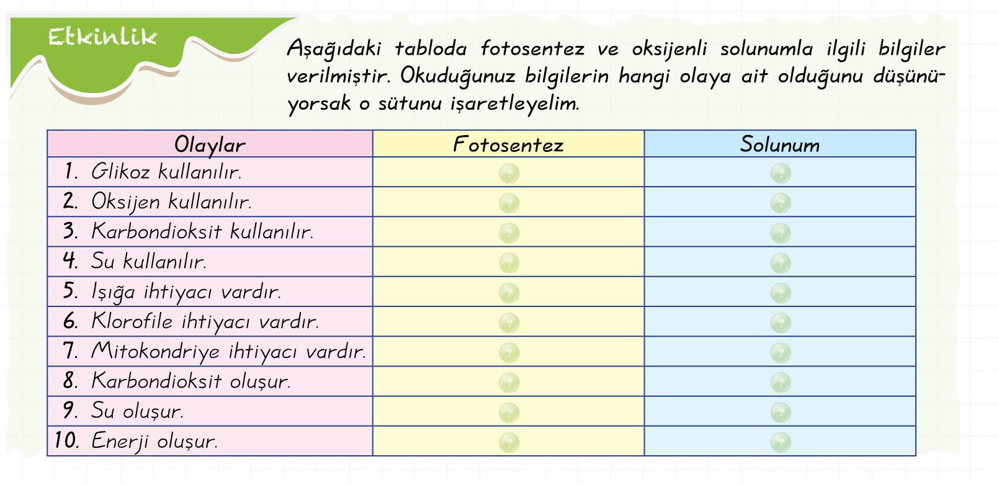 Etkinlik
Aşağıdaki tabloda fotosentez ve oksijenli solunumla ilgili bilgiler
verilmiştir. Okuduğunuz bilgilerin hangi olaya ait olduğunu düşünü-
yorsak o sütunu işaretleyelim.
Olaylar Fotosentez Solunum
1. Glikoz kullanılır. ? ?
2. Oksijen kullanılır. ? ?
3. Karbondioksit kullanılır. ? ?
4. Su kullanılır. ? ?
5. Işığa ihtiyacı vardır. ? ?
6. Klorofile ihtiyacı vardır. ? ?
7. Mitokondriye ihtiyacı vardır. ? ?
8. Karbondioksit oluşur. ? ?
9. Su oluşur. ? ?
10. Enerji oluşur. ? ?